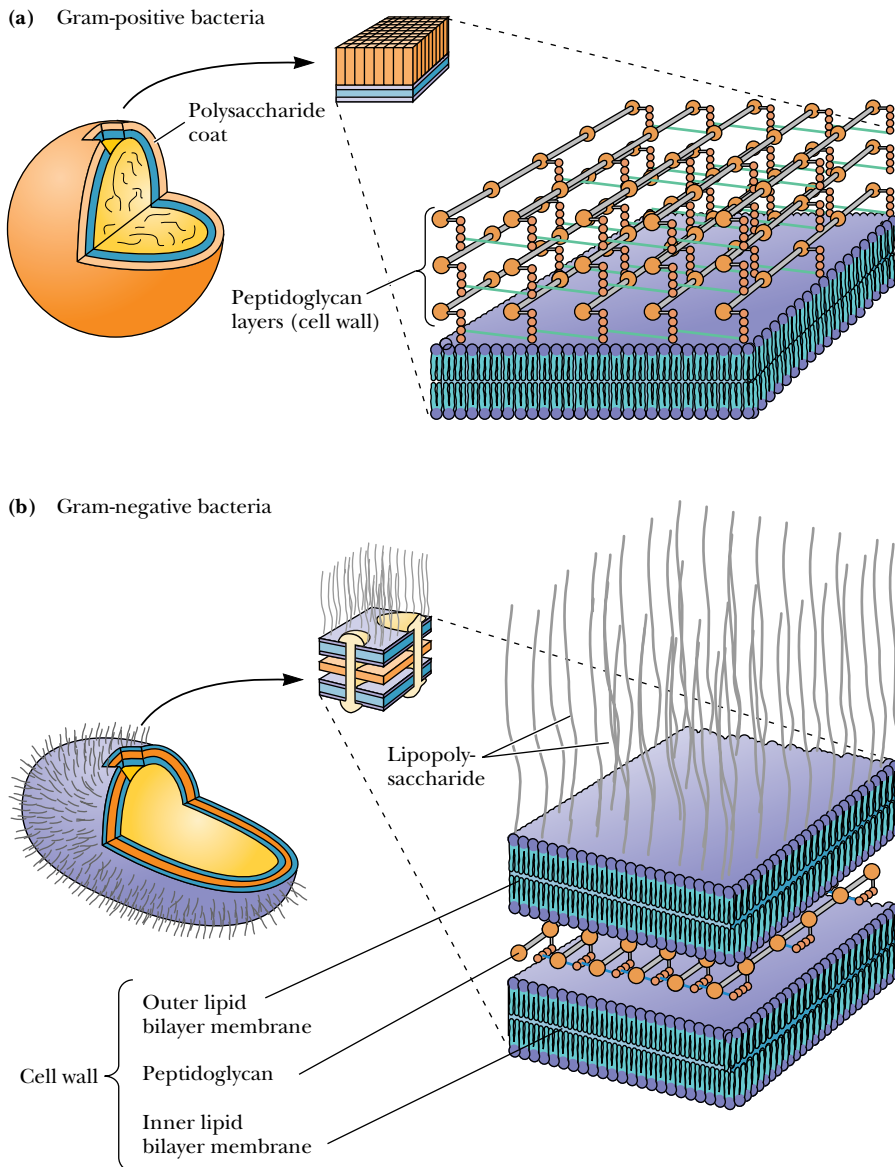 (a) Gram-positive bacteria
Polysaccharide
coat
Peptidoglycan
layers (cell wall)
(b) Gram-negative bacteria
Lipopoly-
saccharide
Outer lipid
bilayer membrane
Cell wall
Peptidoglycan
Inner lipid
bilayer membrane